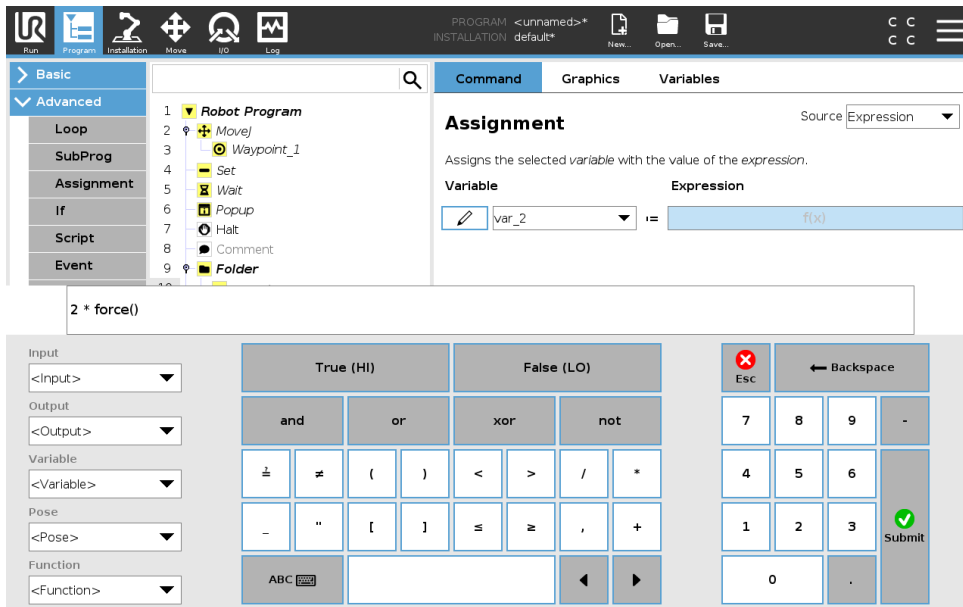 PROGRAM <unnamed>*
INSTALLATION default*
Run Program Installation Move I/O Log New... Open... Save...
C C
C C
Basic
Advanced
Loop
SubProg
Assignment
If
Script
Event
1 Robot Program
2 MoveJ
3 Waypoint_1
4 Set
5 Wait
6 Popup
7 Halt
8 Comment
9 Folder
Command Graphics Variables
Assignment
Source Expression
Assigns the selected variable with the value of the expression.
Variable Expression
var_2 := f(x)
2 * force()
Input
<Input>
Output
<Output>
Variable
<Variable>
Pose
<Pose>
Function
<Function>
True (HI) False (LO)
and or xor not
≟ ≠ ( ) < > / *
_ " [ ] ≤ ≥ , +
ABC
Esc Backspace
7 8 9 -
4 5 6
1 2 3 Submit
0 .